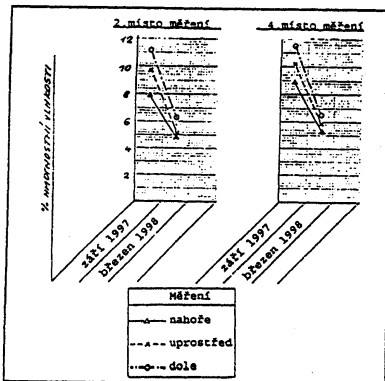 2.místo měření 4.místo měření
12
10
8
6
4
2
% HMOTNOSTNÍ VLHKOSTI
září 1997 září 1997
březen 1998 březen 1998
Měření
nahoře
uprostřed
dole